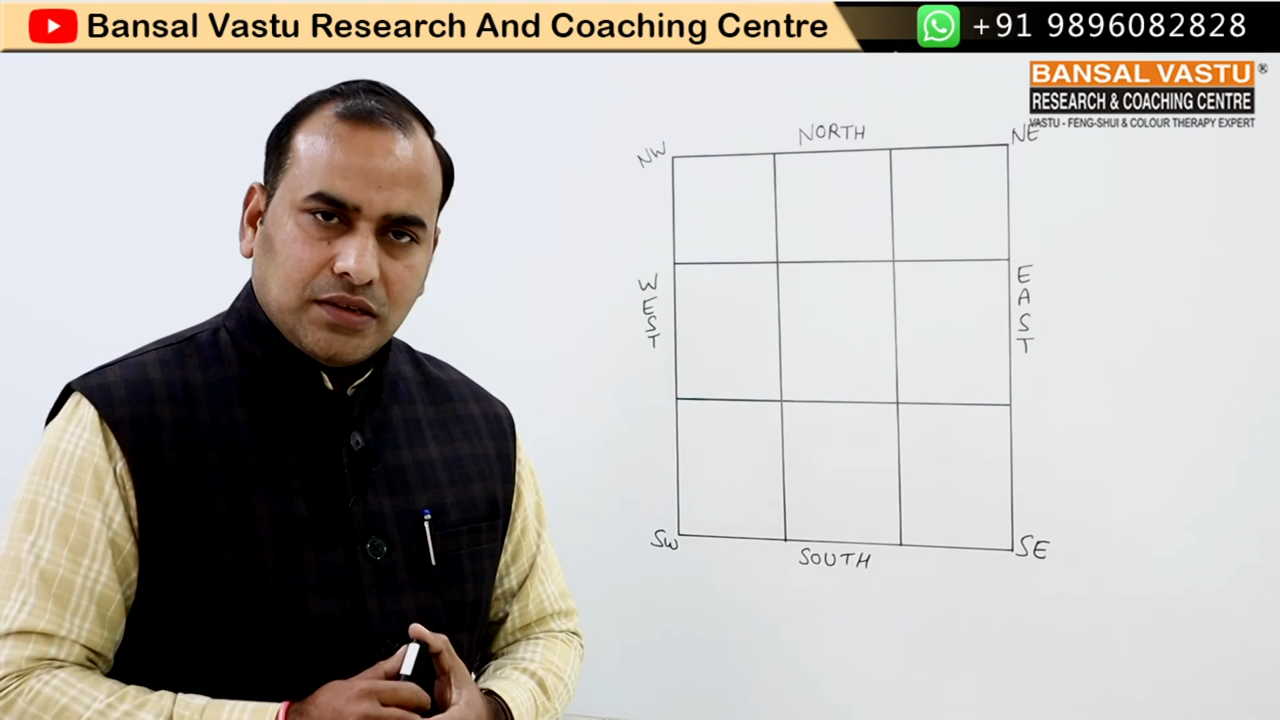 Bansal Vastu Research And Coaching Centre
+91 9896082828
BANSAL VASTU®
RESEARCH & COACHING CENTRE
VASTU - FENG-SHUI & COLOUR THERAPY EXPERT
NW
NORTH
NE
WEST
EAST
SW
SOUTH
SE